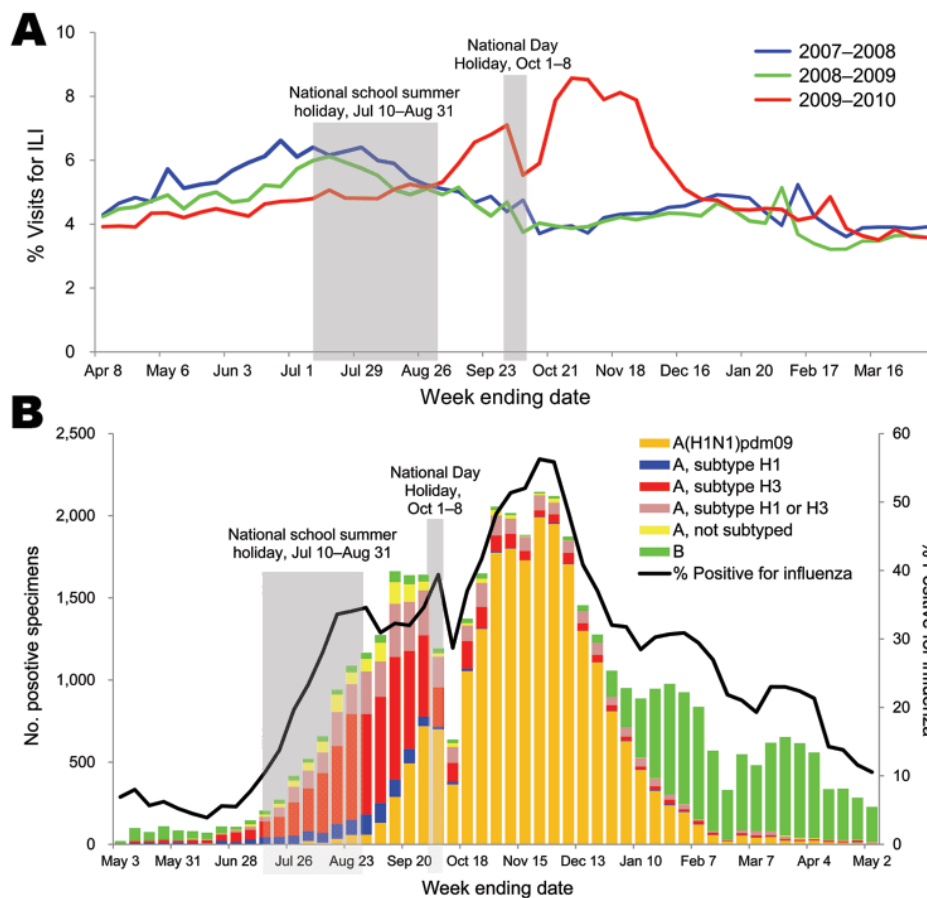 A
10
8
6
4
2
0
% Visits for ILI
National school summer
holiday, Jul 10–Aug 31
National Day
Holiday, Oct 1–8
2007–2008
2008–2009
2009–2010
Apr 8 May 6 Jun 3 Jul 1 Jul 29 Aug 26 Sep 23 Oct 21 Nov 18 Dec 16 Jan 20 Feb 17 Mar 16
Week ending date
B
2,500
2,000
1,500
1,000
500
0
No. posotive specimens
National school summer
holiday, Jul 10–Aug 31
National Day
Holiday,
Oct 1–8
A(H1N1)pdm09
A, subtype H1
A, subtype H3
A, subtype H1 or H3
A, not subtyped
B
% Positive for influenza
60
50
40
30
20
10
0
May 3 May 31 Jun 28 Jul 26 Aug 23 Sep 20 Oct 18 Nov 15 Dec 13 Jan 10 Feb 7 Mar 7 Apr 4 May 2
Week ending date